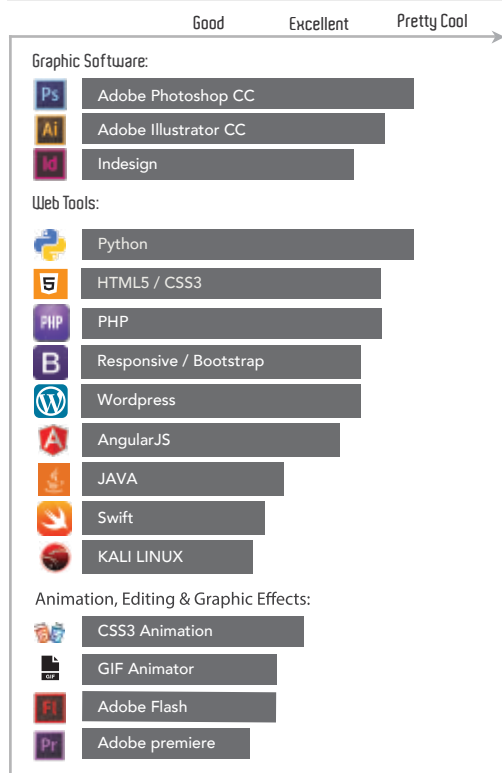 Good Excellent Pretty Cool
Graphic Software:
Ps Adobe Photoshop CC
Ai Adobe Illustrator CC
Id Indesign
Web Tools:
Python
5 HTML5 / CSS3
PHP PHP
B Responsive / Bootstrap
W Wordpress
A AngularJS
JAVA
Swift
KALI LINUX
Animation, Editing & Graphic Effects:
CSS3 Animation
GIF GIF Animator
Fl Adobe Flash
Pr Adobe premiere